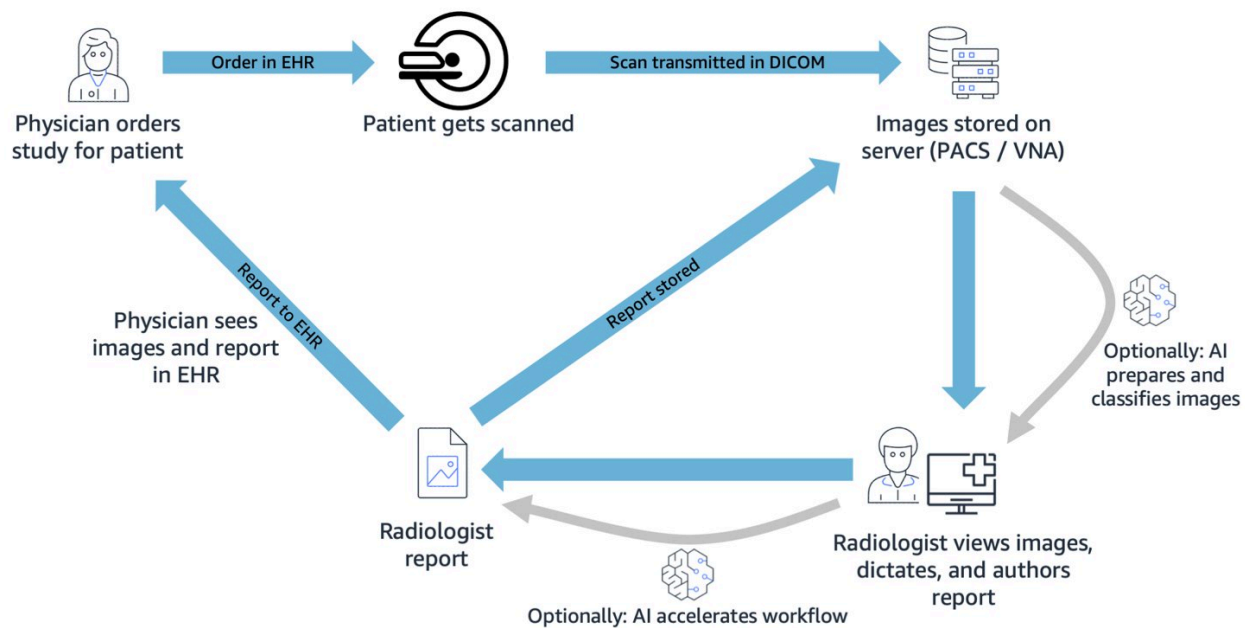 Order in EHR
Scan transmitted in DICOM
Physician orders
study for patient
Patient gets scanned
Images stored on
server (PACS / VNA)
Report to EHR
Report stored
Physician sees
images and report
in EHR
Optionally: AI
prepares and
classifies images
Radiologist
report
Radiologist views images,
dictates, and authors
report
Optionally: AI accelerates workflow